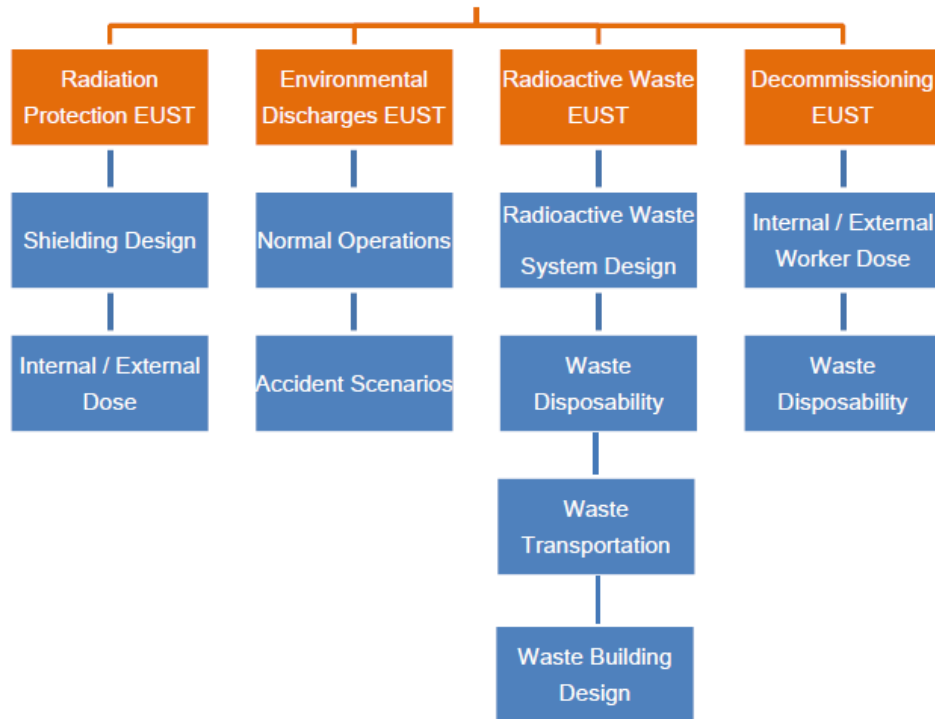 Radiation
Protection EUST
Environmental
Discharges EUST
Radioactive Waste
EUST
Decommissioning
EUST
Shielding Design
Normal Operations
Radioactive Waste
System Design
Internal / External
Worker Dose
Internal / External
Dose
Accident Scenarios
Waste
Disposability
Waste
Disposability
Waste
Transportation
Waste Building
Design